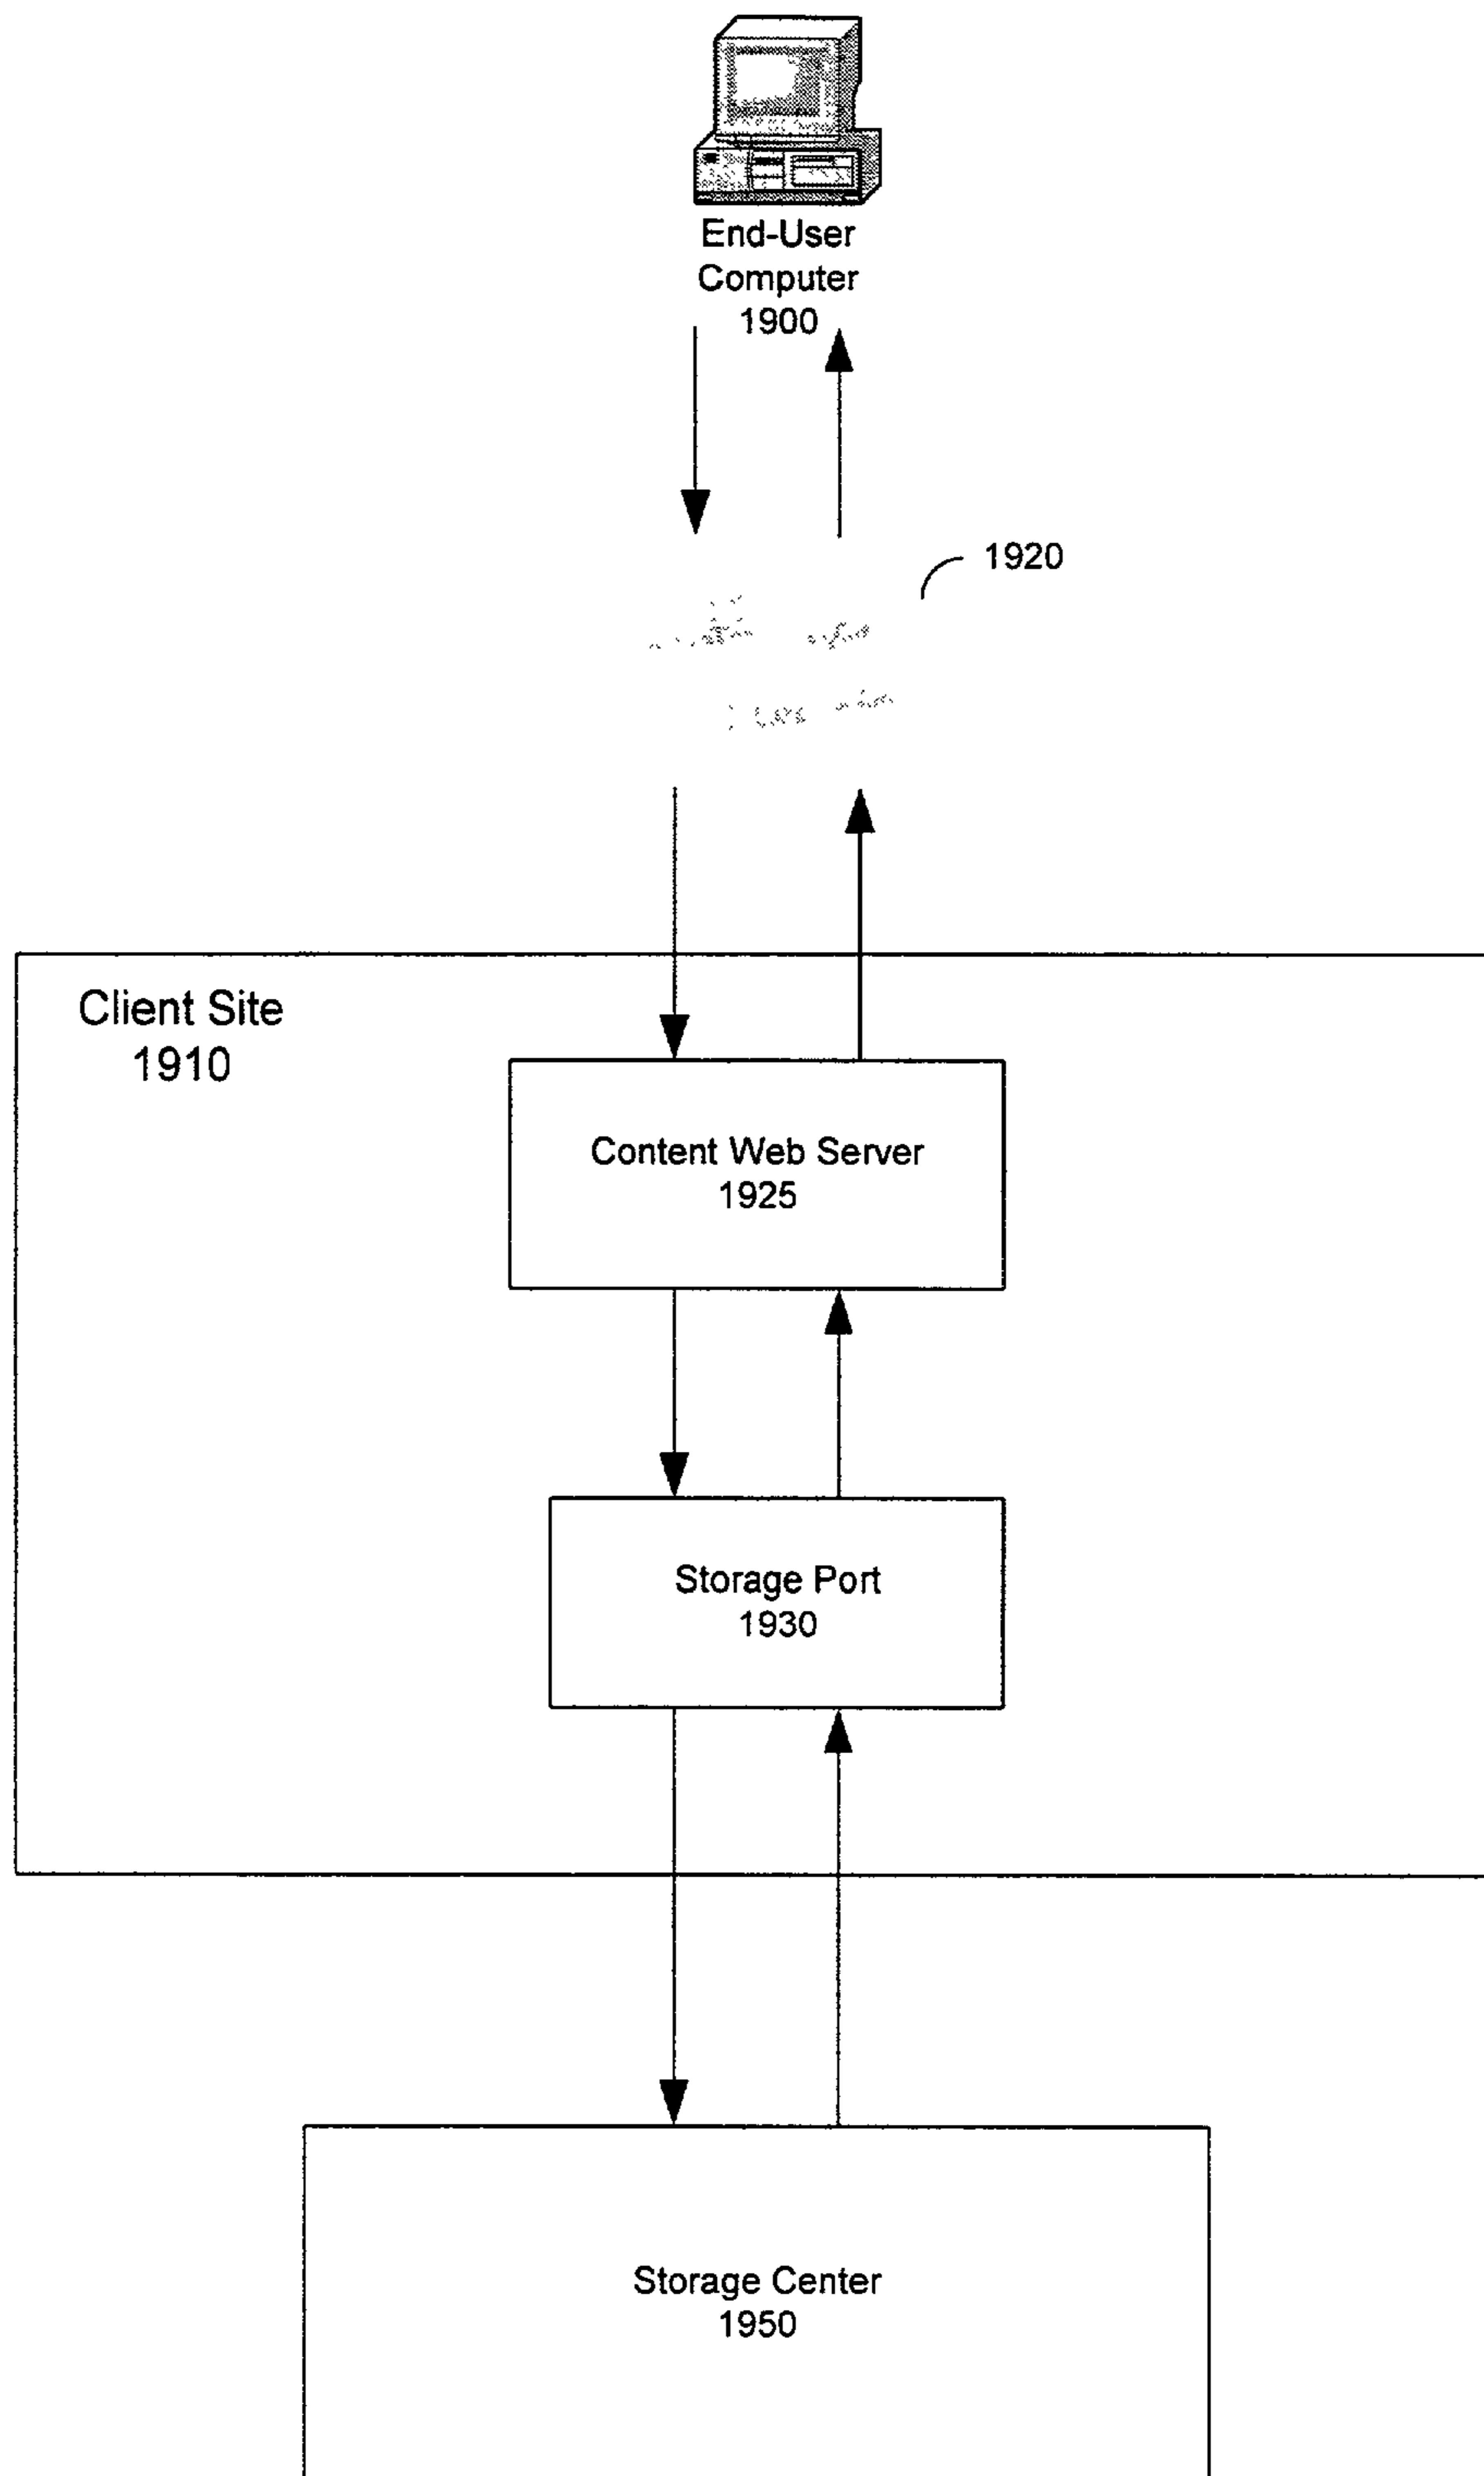 End-User
Computer
1900
1920
Client Site
1910
Content Web Server
1925
Storage Port
1930
Storage Center
1950